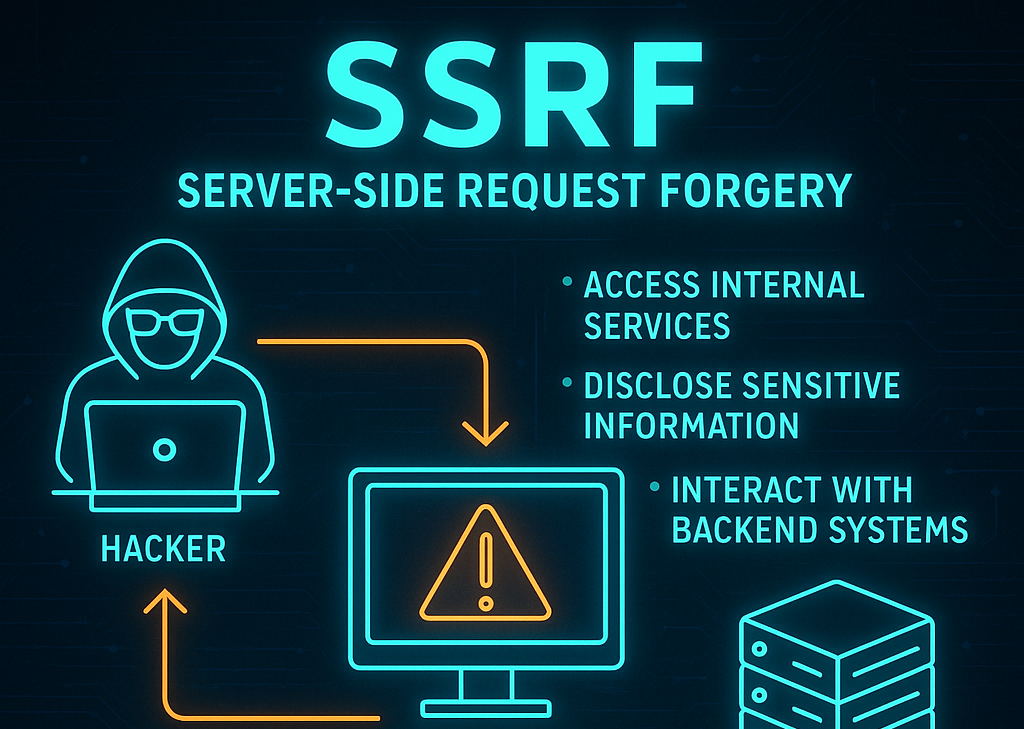 SSRF
SERVER-SIDE REQUEST FORGERY
• ACCESS INTERNAL
SERVICES
• DISCLOSE SENSITIVE
INFORMATION
• INTERACT WITH
BACKEND SYSTEMS
HACKER